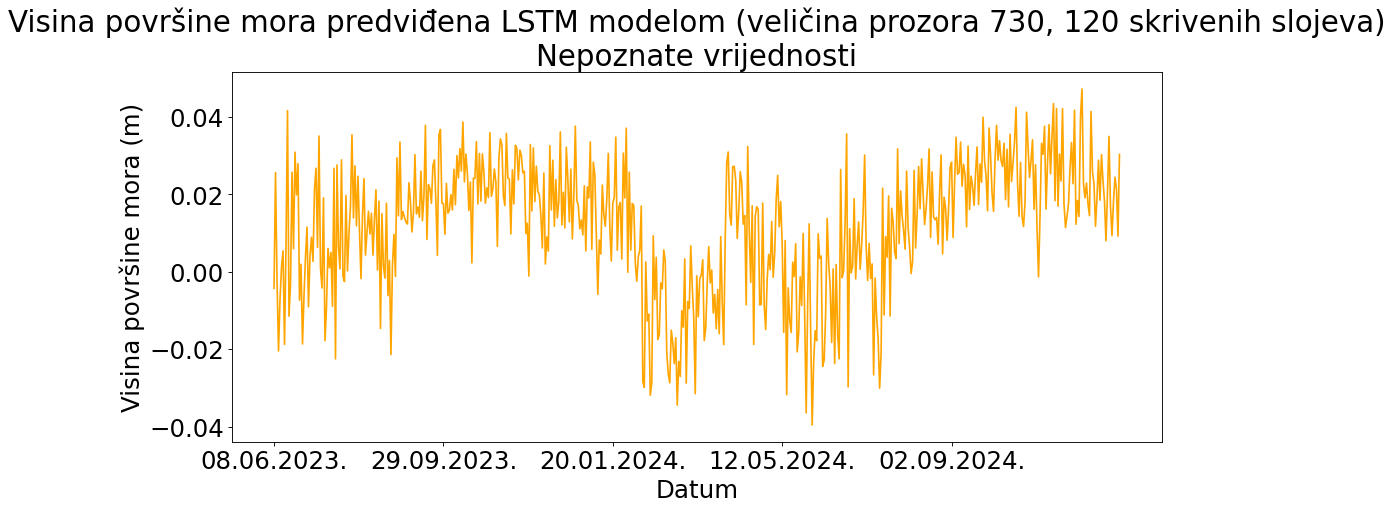 Visina površine mora predviđena LSTM modelom (veličina prozora 730, 120 skrivenih slojeva)
Nepoznate vrijednosti
Visina površine mora (m)
0.04
0.02
0.00
−0.02
−0.04
08.06.2023. 29.09.2023. 20.01.2024. 12.05.2024. 02.09.2024.
Datum